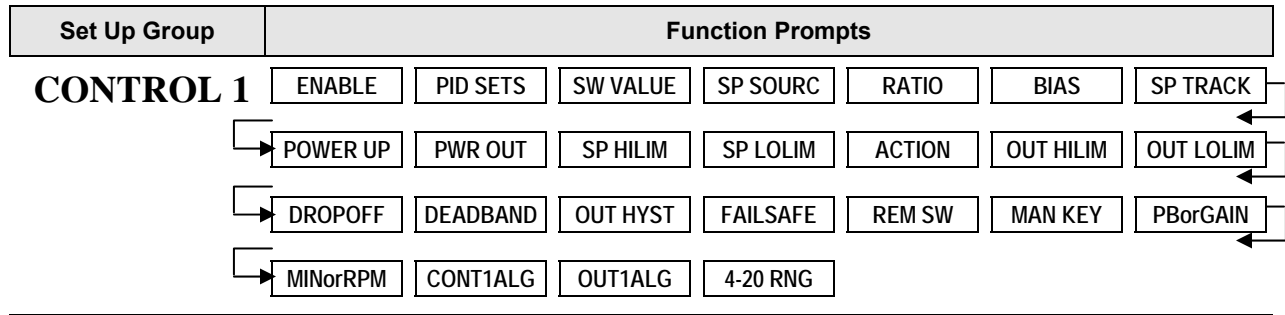 Set Up Group Function Prompts
CONTROL 1 ENABLE PID SETS SW VALUE SP SOURC RATIO BIAS SP TRACK
POWER UP PWR OUT SP HILIM SP LOLIM ACTION OUT HILIM OUT LOLIM
DROPOFF DEADBAND OUT HYST FAILSAFE REM SW MAN KEY PBorGAIN
MINorRPM CONT1ALG OUT1ALG 4-20 RNG